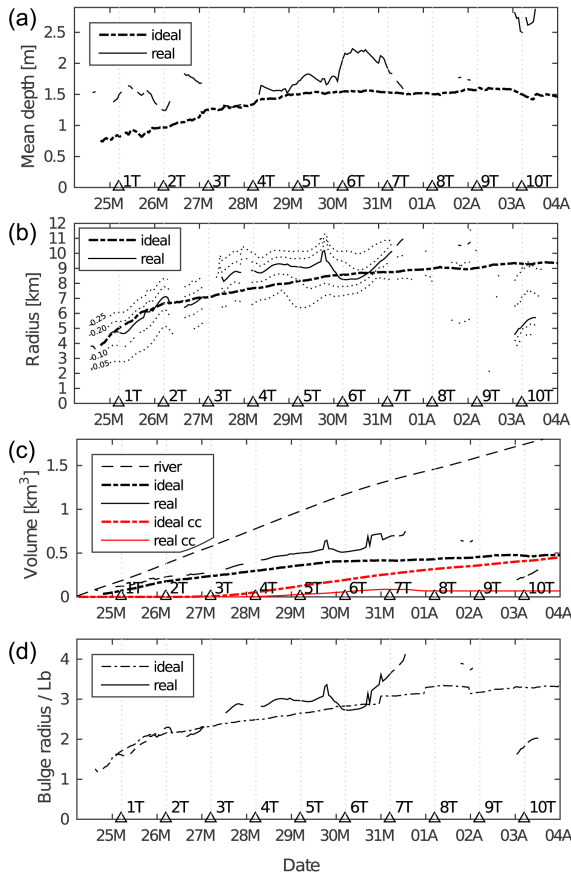 (a)
2.5
2
1.5
1
0.5
0
Mean depth [m]
ideal
real
1T 2T 3T 4T 5T 6T 7T 8T 9T 10T
25M 26M 27M 28M 29M 30M 31M 01A 02A 03A 04A
(b)
12
11
10
9
8
7
6
5
4
3
2
1
0
Radius [km]
ideal
real
0.25
0.20
0.10
0.05
1T 2T 3T 4T 5T 6T 7T 8T 9T 10T
25M 26M 27M 28M 29M 30M 31M 01A 02A 03A 04A
(c)
1.5
1
0.5
0
Volume [km³]
river
ideal
real
ideal cc
real cc
1T 2T 3T 4T 5T 6T 7T 8T 9T 10T
25M 26M 27M 28M 29M 30M 31M 01A 02A 03A 04A
(d)
4
3
2
1
0
Bulge radius / Lb
ideal
real
1T 2T 3T 4T 5T 6T 7T 8T 9T 10T
25M 26M 27M 28M 29M 30M 31M 01A 02A 03A 04A
Date